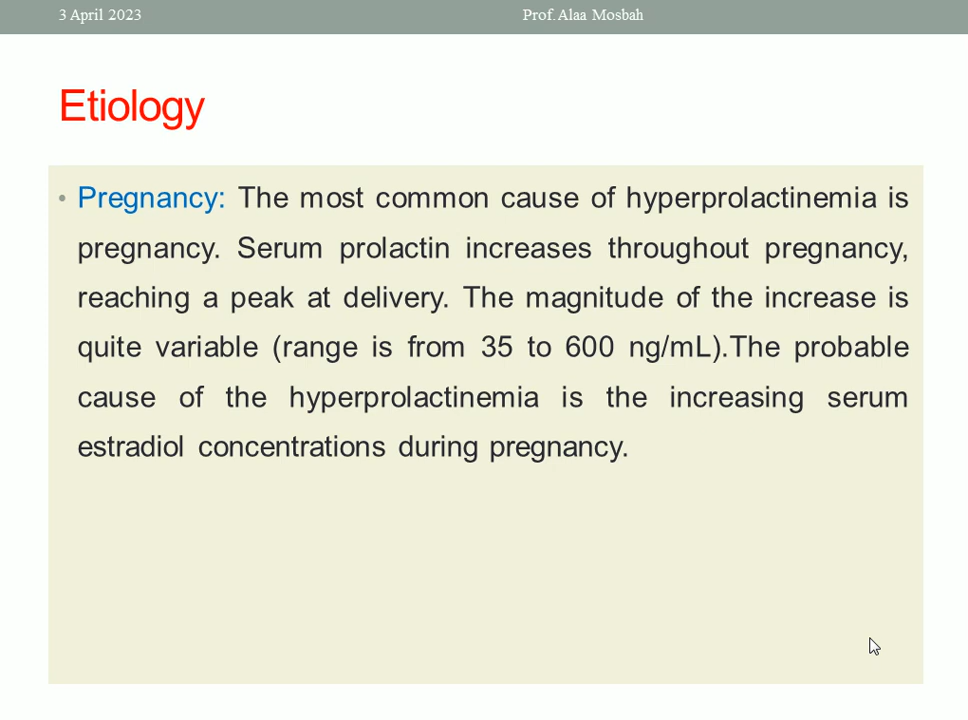 3 April 2023 Prof. Alaa Mosbah
Etiology
• Pregnancy: The most common cause of hyperprolactinemia is
pregnancy. Serum prolactin increases throughout pregnancy,
reaching a peak at delivery. The magnitude of the increase is
quite variable (range is from 35 to 600 ng/mL).The probable
cause of the hyperprolactinemia is the increasing serum
estradiol concentrations during pregnancy.